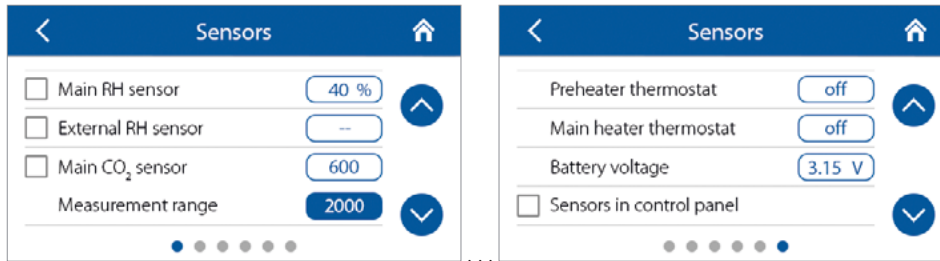 Sensors
Main RH sensor 40 %
External RH sensor --
Main CO₂ sensor 600
Measurement range 2000
...
Sensors
Preheater thermostat off
Main heater thermostat off
Battery voltage 3.15 V
Sensors in control panel